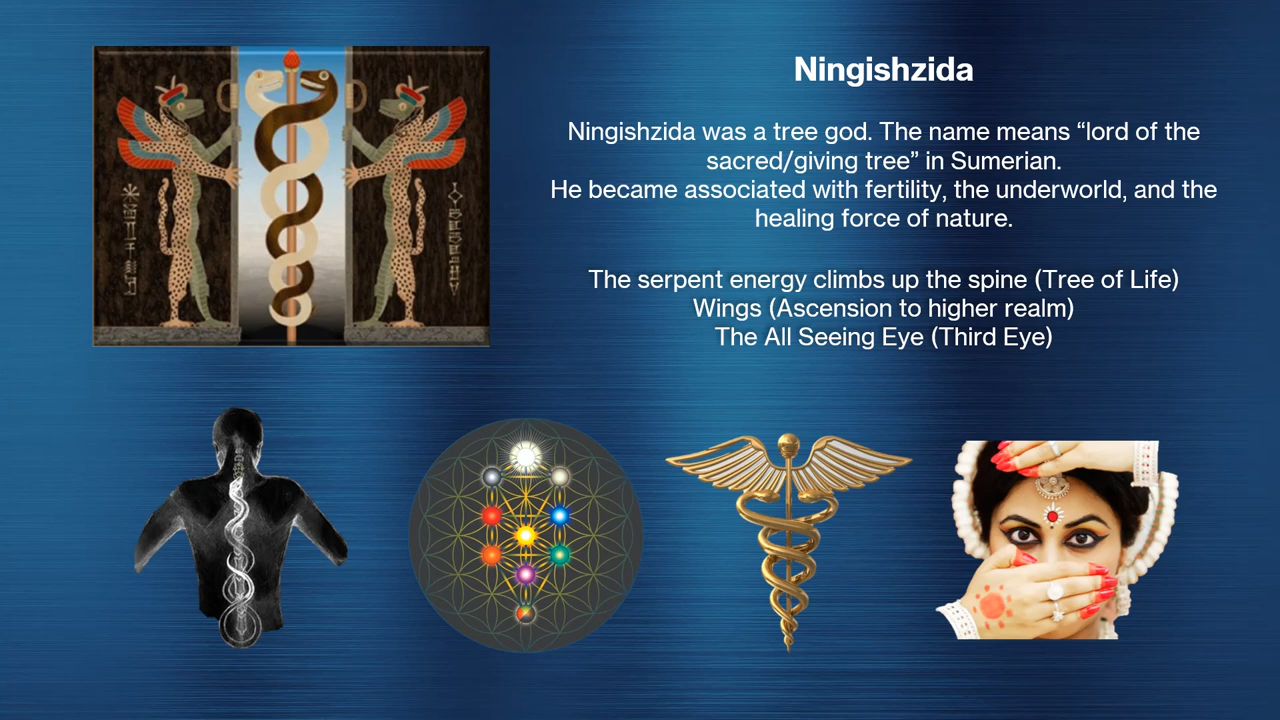 Ningishzida
Ningishzida was a tree god. The name means “lord of the
sacred/giving tree” in Sumerian.
He became associated with fertility, the underworld, and the
healing force of nature.
The serpent energy climbs up the spine (Tree of Life)
Wings (Ascension to higher realm)
The All Seeing Eye (Third Eye)